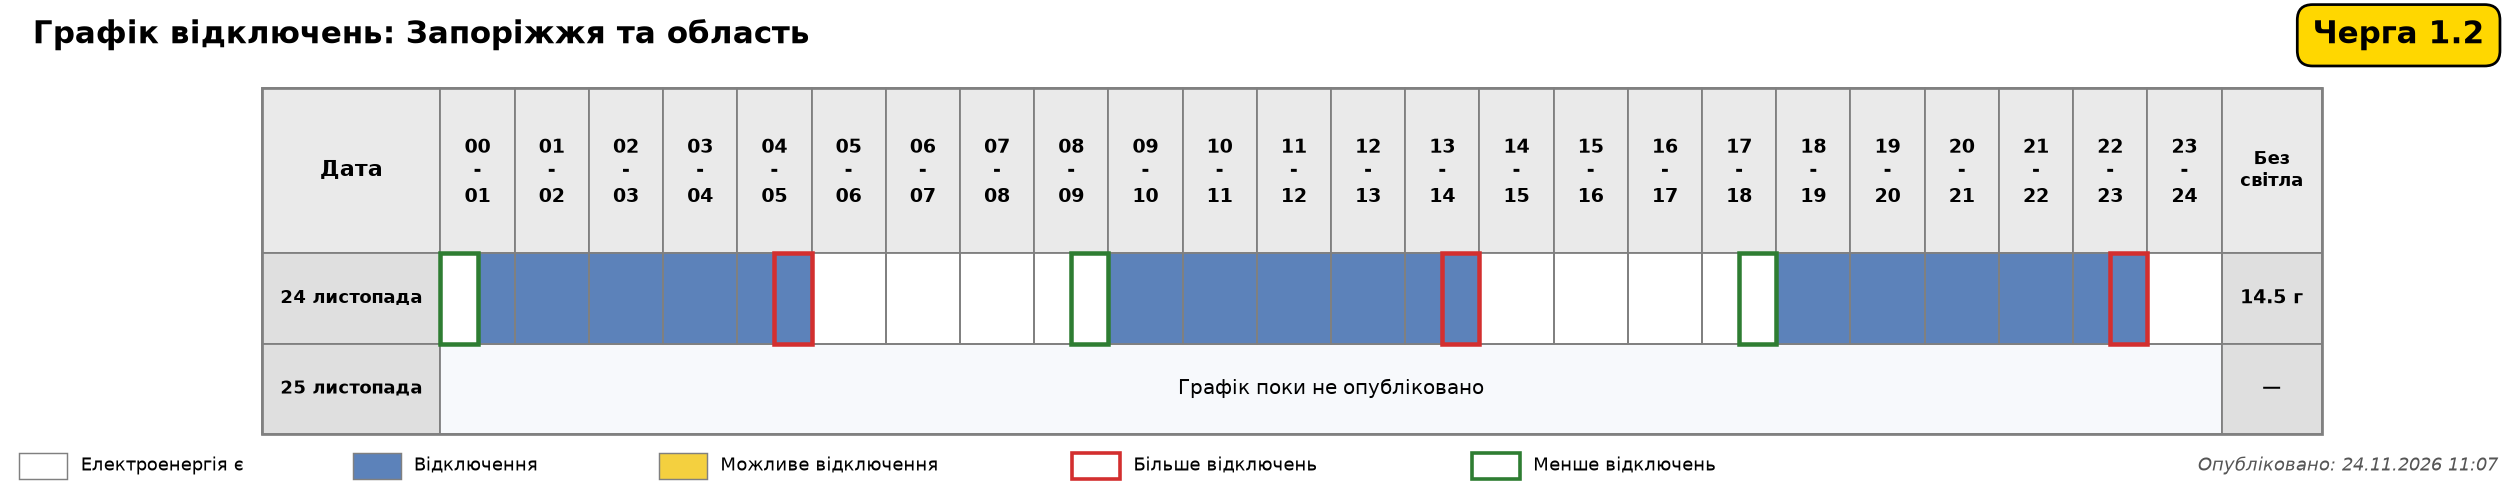 Графік відключень: Запоріжжя та область
Черга 1.2
Дата 00 - 01 01 - 02 02 - 03 03 - 04 04 - 05 05 - 06 06 - 07 07 - 08 08 - 09 09 - 10 10 - 11 11 - 12 12 - 13 13 - 14 14 - 15 15 - 16 16 - 17 17 - 18 18 - 19 19 - 20 20 - 21 21 - 22 22 - 23 23 - 24 Без світла
24 листопада 14.5 г
25 листопада Графік поки не опубліковано —
Електроенергія є Відключення Можливе відключення Більше відключень Менше відключень Опубліковано: 24.11.2026 11:07